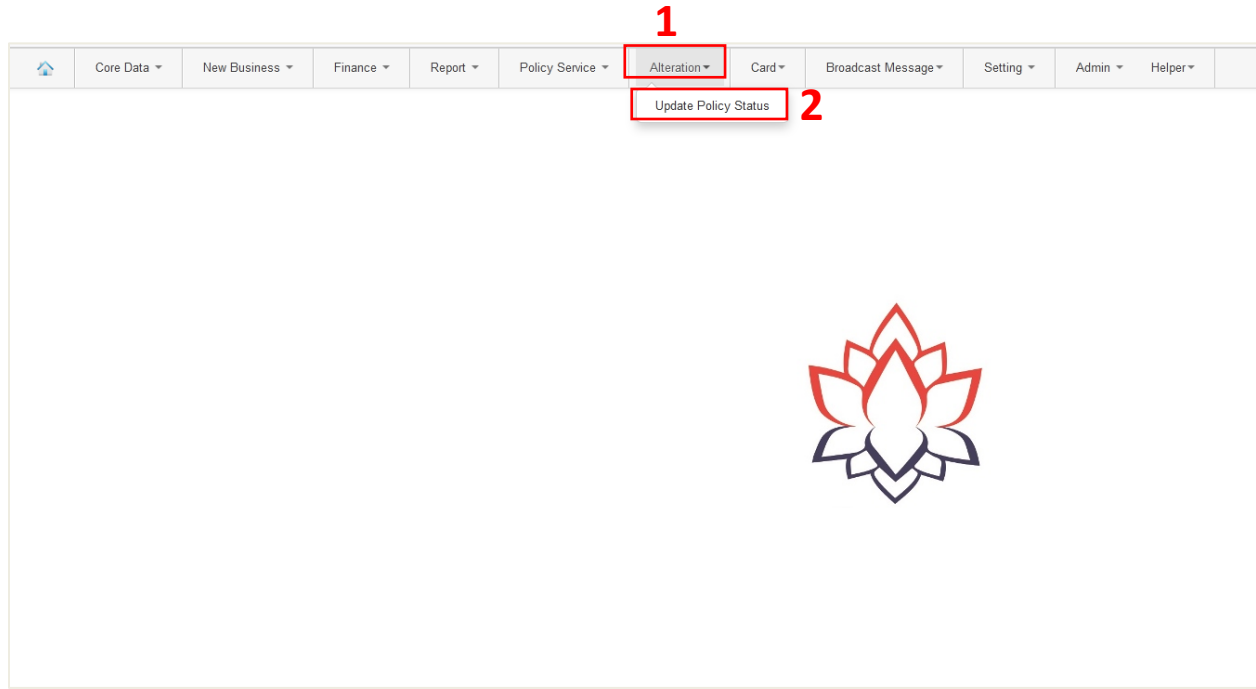 1
Core Data New Business Finance Report Policy Service Alteration Card Broadcast Message Setting Admin Helper
Update Policy Status 2